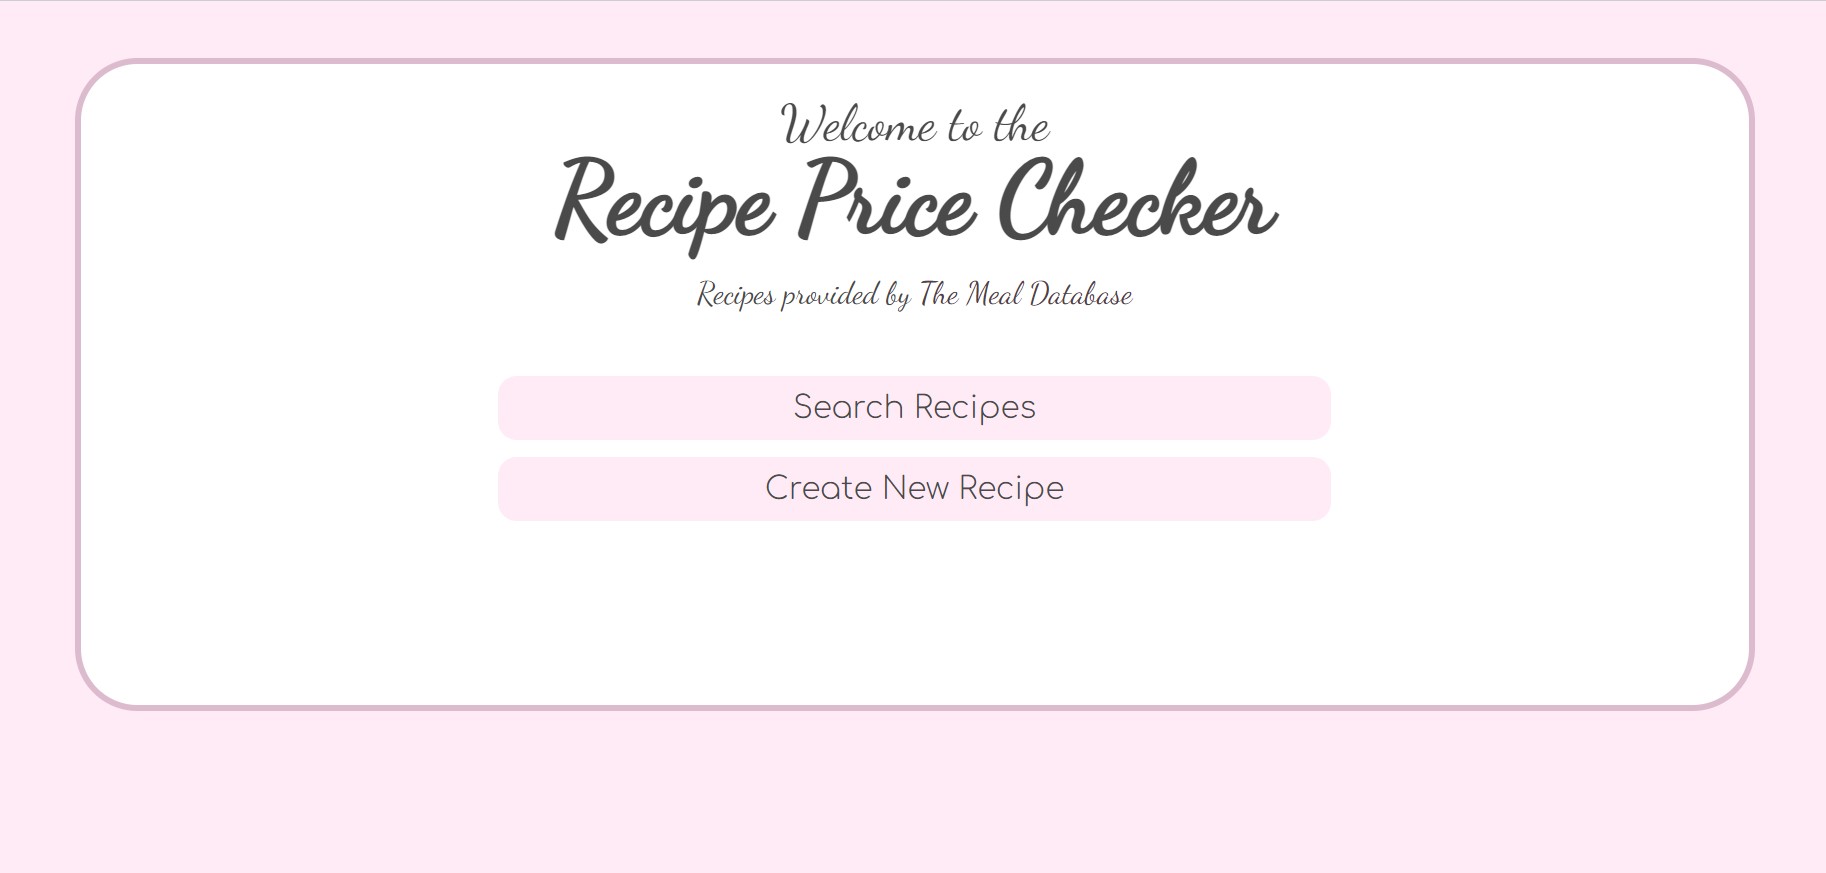 Welcome to the
Recipe Price Checker
Recipes provided by The Meal Database
Search Recipes
Create New Recipe